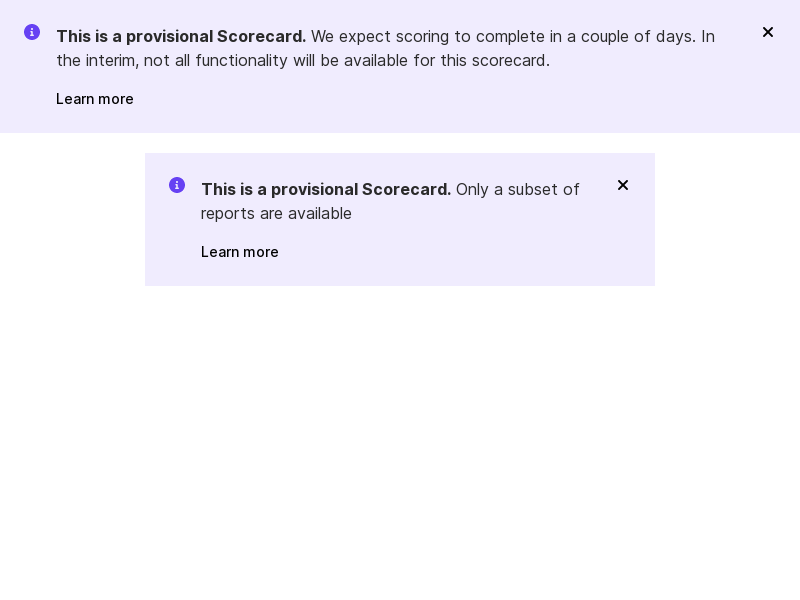 This is a provisional Scorecard. We expect scoring to complete in a couple of days. In
the interim, not all functionality will be available for this scorecard.
Learn more
This is a provisional Scorecard. Only a subset of
reports are available
Learn more